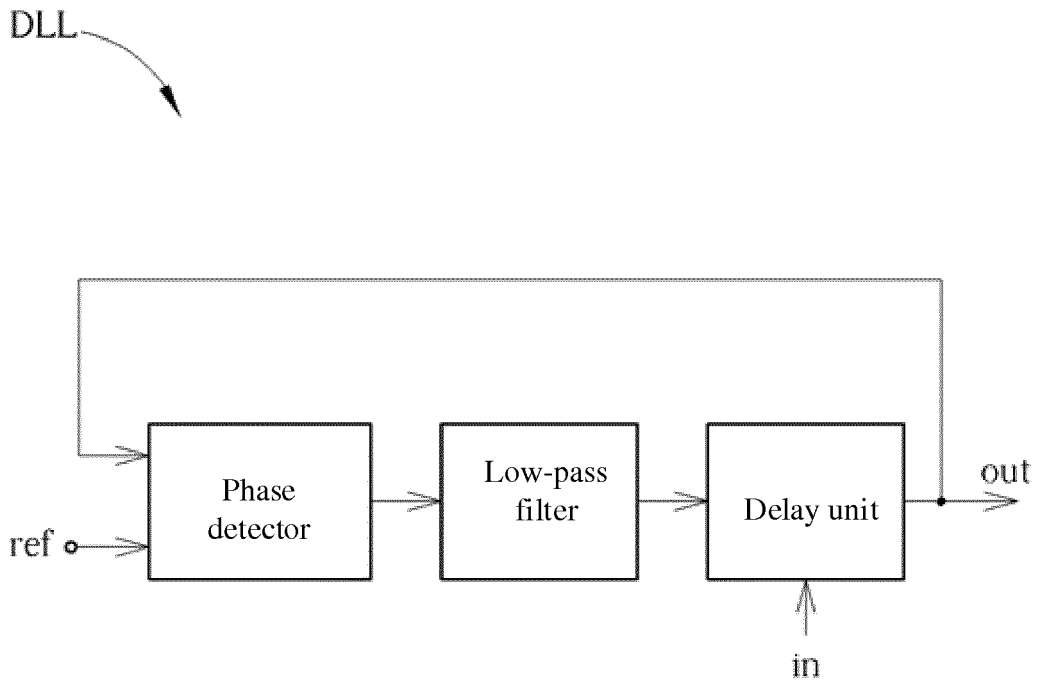 DLL
Phase
detector
Low-pass
filter
Delay unit
out
ref
in